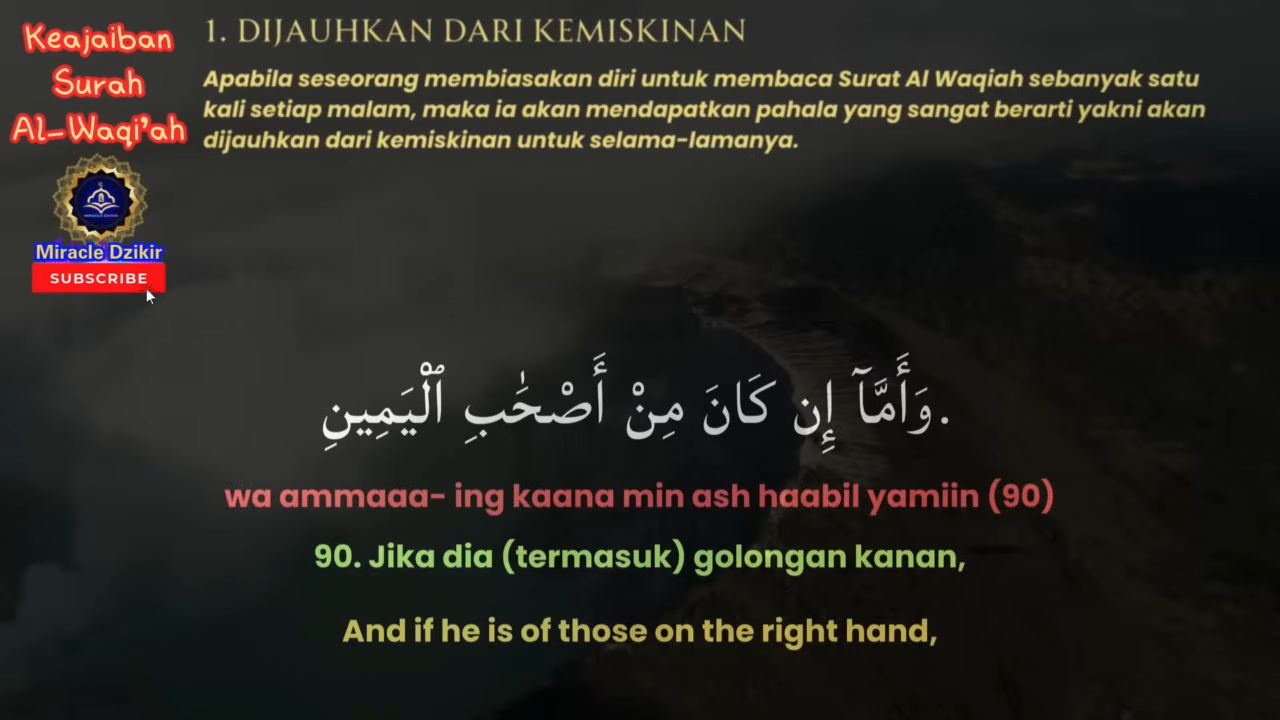 Keajaiban
Surah
Al-Waqi'ah
Miracle Dzikir
SUBSCRIBE
1. DIJAUHKAN DARI KEMISKINAN
Apabila seseorang membiasakan diri untuk membaca Surat Al Waqiah sebanyak satu
kali setiap malam, maka ia akan mendapatkan pahala yang sangat berarti yakni akan
dijauhkan dari kemiskinan untuk selama-lamanya.
.وَأَمَّآ إِن كَانَ مِنْ أَصْحَٰبِ ٱلْيَمِينِ
wa ammaaa- ing kaana min ash haabil yamiin (90)
90. Jika dia (termasuk) golongan kanan,
And if he is of those on the right hand,